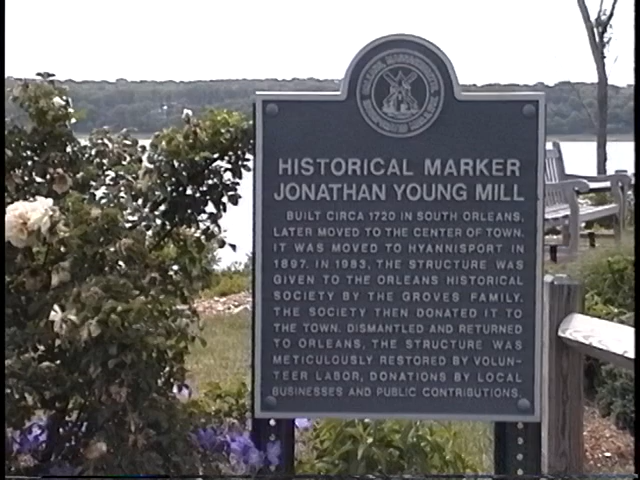 HISTORICAL MARKER
JONATHAN YOUNG MILL
BUILT CIRCA 1720 IN SOUTH ORLEANS.
LATER MOVED TO THE CENTER OF TOWN.
IT WAS MOVED TO HYANNISPORT IN
1897. IN 1983, THE STRUCTURE WAS
GIVEN TO THE ORLEANS HISTORICAL
SOCIETY BY THE GROVES FAMILY.
THE SOCIETY THEN DONATED IT TO
THE TOWN. DISMANTLED AND RETURNED
TO ORLEANS, THE STRUCTURE WAS
METICULOUSLY RESTORED BY VOLUN-
TEER LABOR, DONATIONS BY LOCAL
BUSINESSES AND PUBLIC CONTRIBUTIONS.